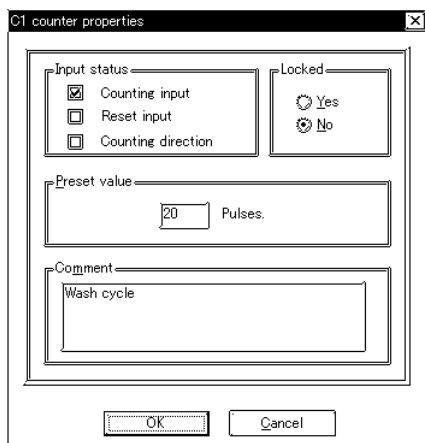 C1 counter properties
Input status
Counting input
Reset input
Counting direction
Locked
Yes
No
Preset value
20 Pulses.
Comment
Wash cycle
OK Cancel